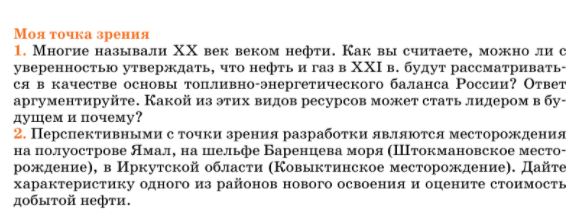 Моя точка зрения
1. Многие называли XX век веком нефти. Как вы считаете, можно ли с
уверенностью утверждать, что нефть и газ в XXI в. будут рассматривать-
ся в качестве основы топливно-энергетического баланса России? Ответ
аргументируйте. Какой из этих видов ресурсов может стать лидером в бу-
дущем и почему?
2. Перспективными с точки зрения разработки являются месторождения
на полуострове Ямал, на шельфе Баренцева моря (Штокмановское место-
рождение), в Иркутской области (Ковыктинское месторождение). Дайте
характеристику одного из районов нового освоения и оцените стоимость
добытой нефти.